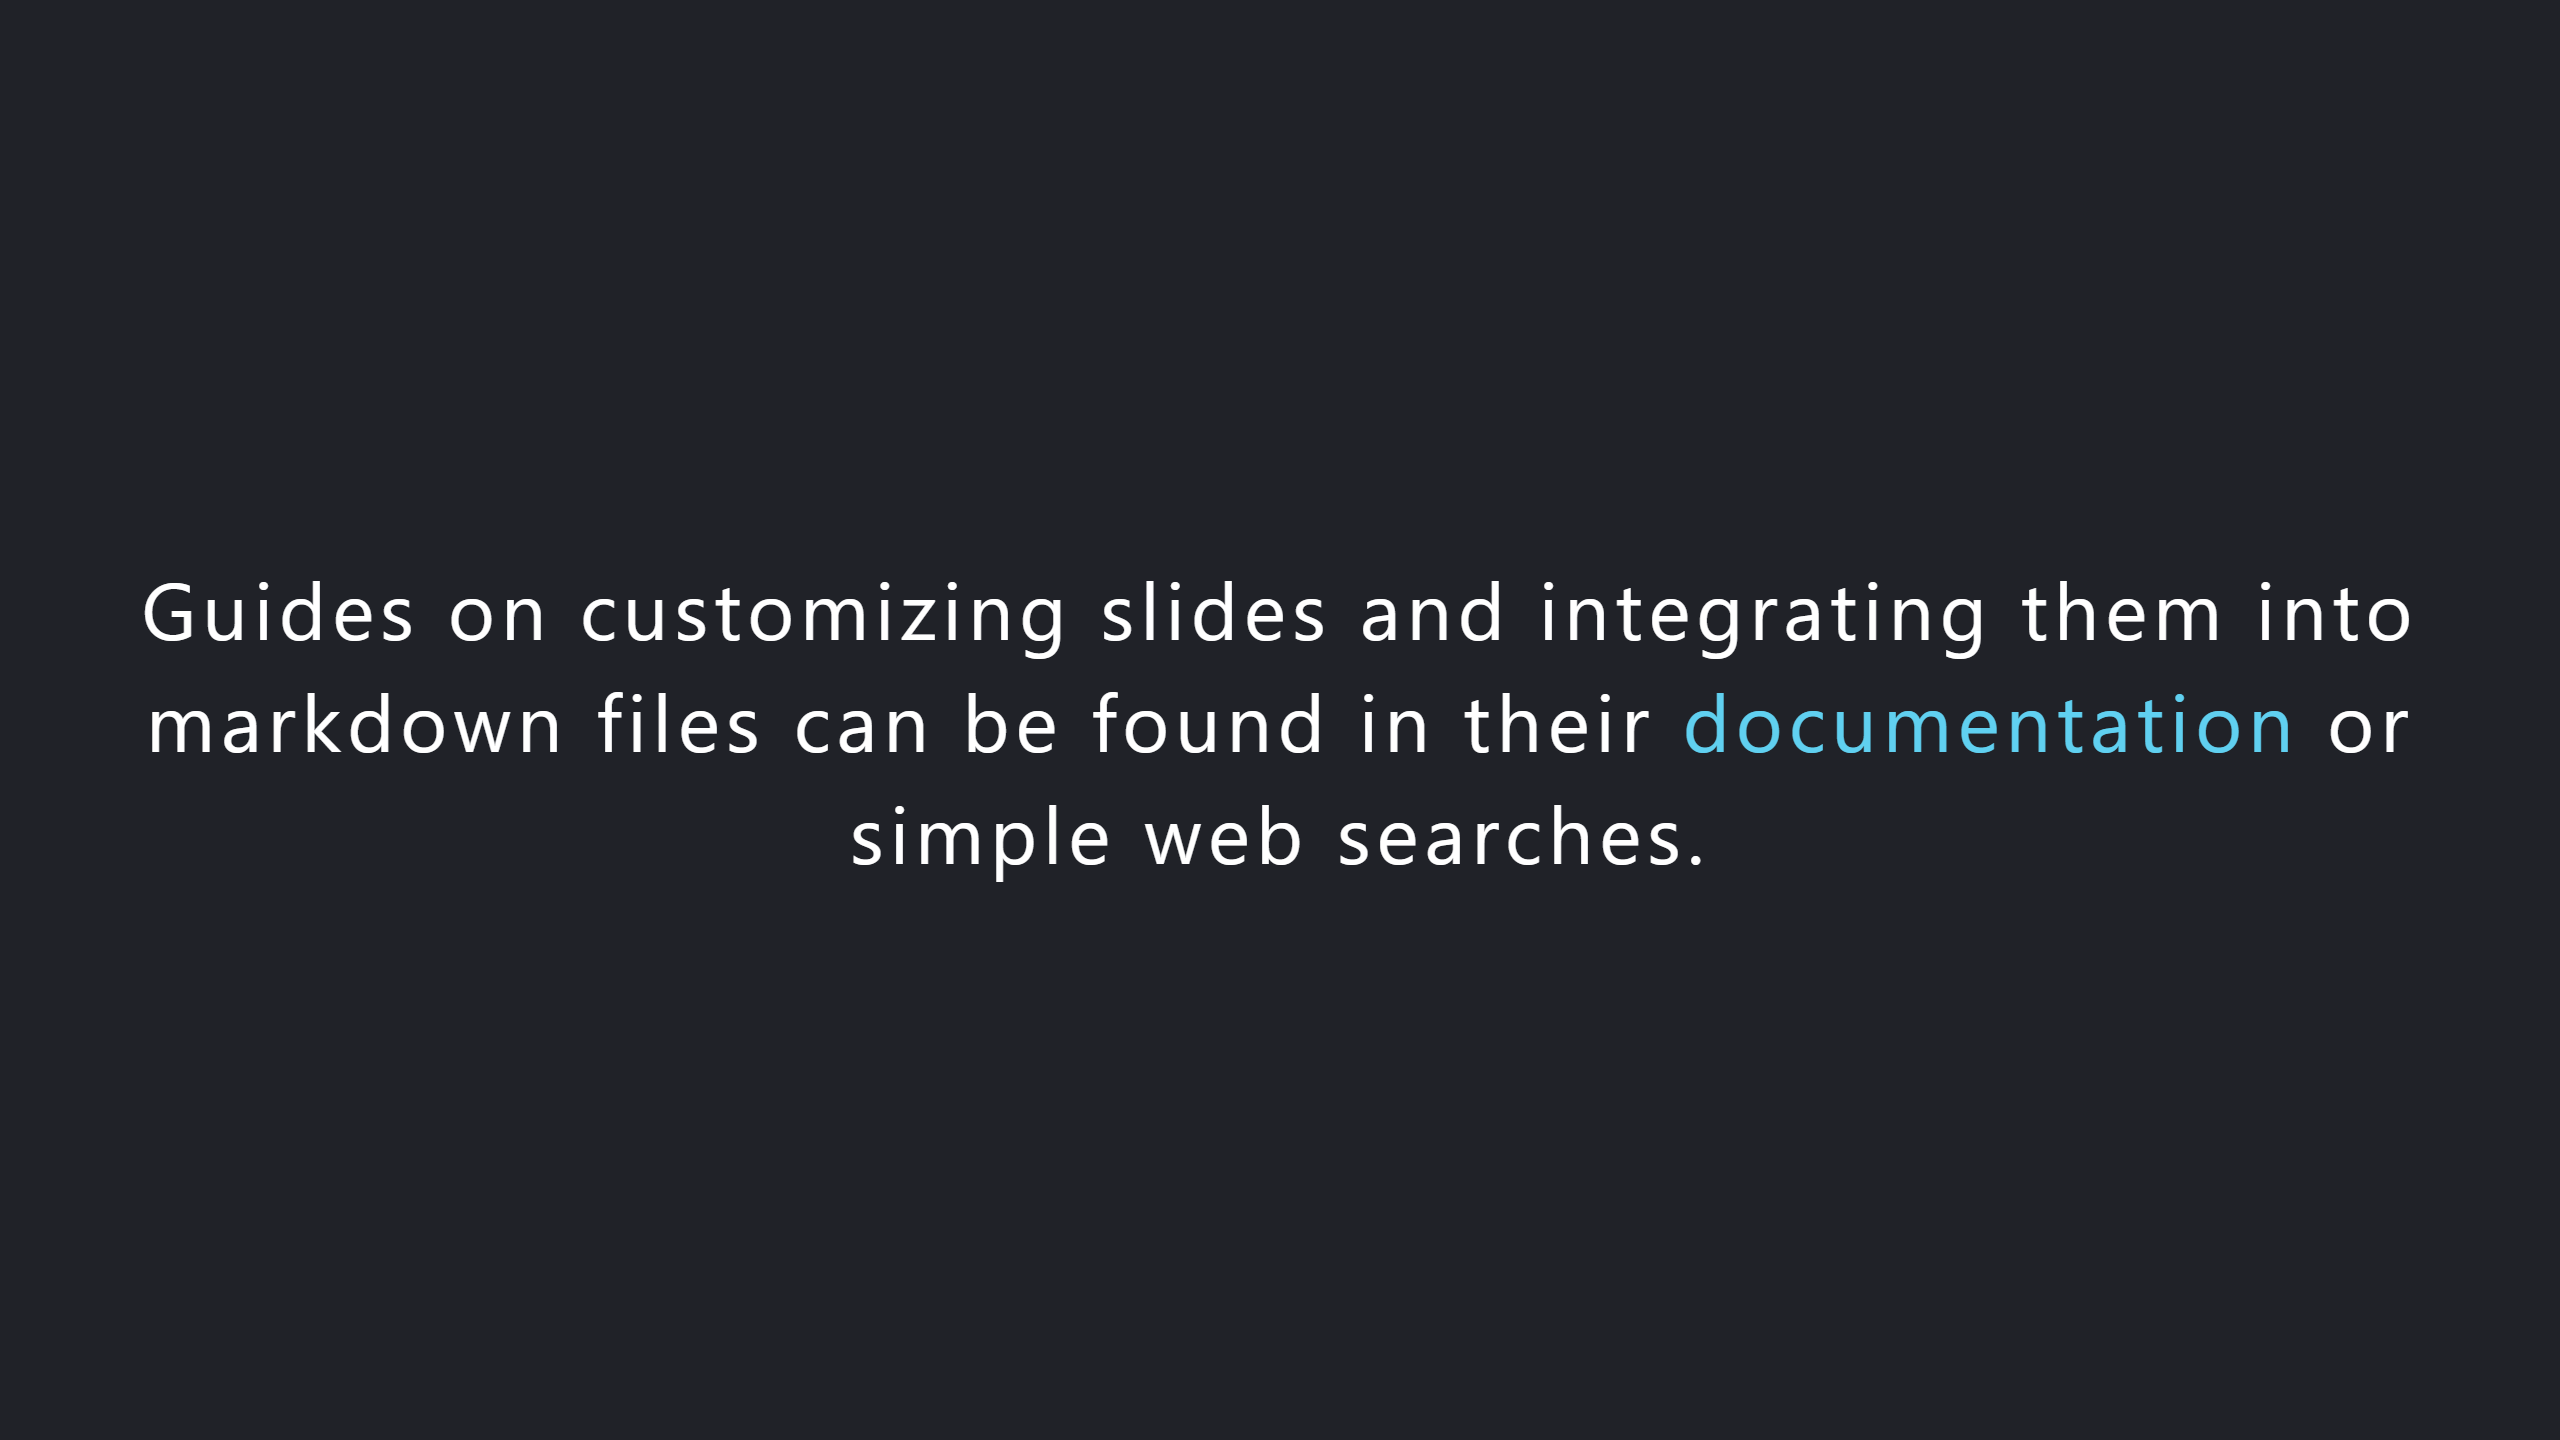 Guides on customizing slides and integrating them into
markdown files can be found in their documentation or
simple web searches.